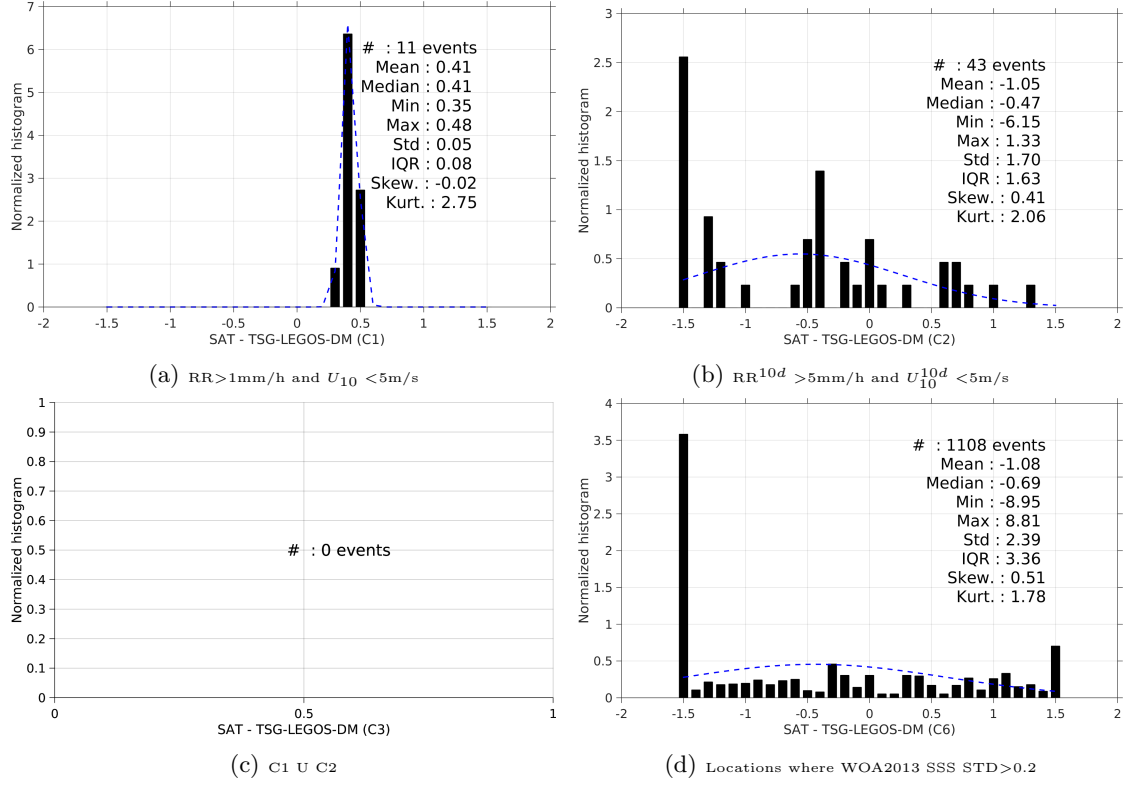 7
6
5
4
3
2
1
0
Normalized histogram
# : 11 events
Mean : 0.41
Median : 0.41
Min : 0.35
Max : 0.48
Std : 0.05
IQR : 0.08
Skew. : -0.02
Kurt. : 2.75
-2 -1.5 -1 -0.5 0 0.5 1 1.5 2
SAT - TSG-LEGOS-DM (C1)
(a) RR>1mm/h and U10 <5m/s
3
2.5
2
1.5
1
0.5
0
Normalized histogram
# : 43 events
Mean : -1.05
Median : -0.47
Min : -6.15
Max : 1.33
Std : 1.70
IQR : 1.63
Skew. : 0.41
Kurt. : 2.06
-2 -1.5 -1 -0.5 0 0.5 1 1.5 2
SAT - TSG-LEGOS-DM (C2)
(b) RR^10d >5mm/h and U10^10d <5m/s
1
0.9
0.8
0.7
0.6
0.5
0.4
0.3
0.2
0.1
0
Normalized histogram
# : 0 events
0 0.5 1
SAT - TSG-LEGOS-DM (C3)
(c) C1 U C2
4
3.5
3
2.5
2
1.5
1
0.5
0
Normalized histogram
# : 1108 events
Mean : -1.08
Median : -0.69
Min : -8.95
Max : 8.81
Std : 2.39
IQR : 3.36
Skew. : 0.51
Kurt. : 1.78
-2 -1.5 -1 -0.5 0 0.5 1 1.5 2
SAT - TSG-LEGOS-DM (C6)
(d) Locations where WOA2013 SSS STD>0.2